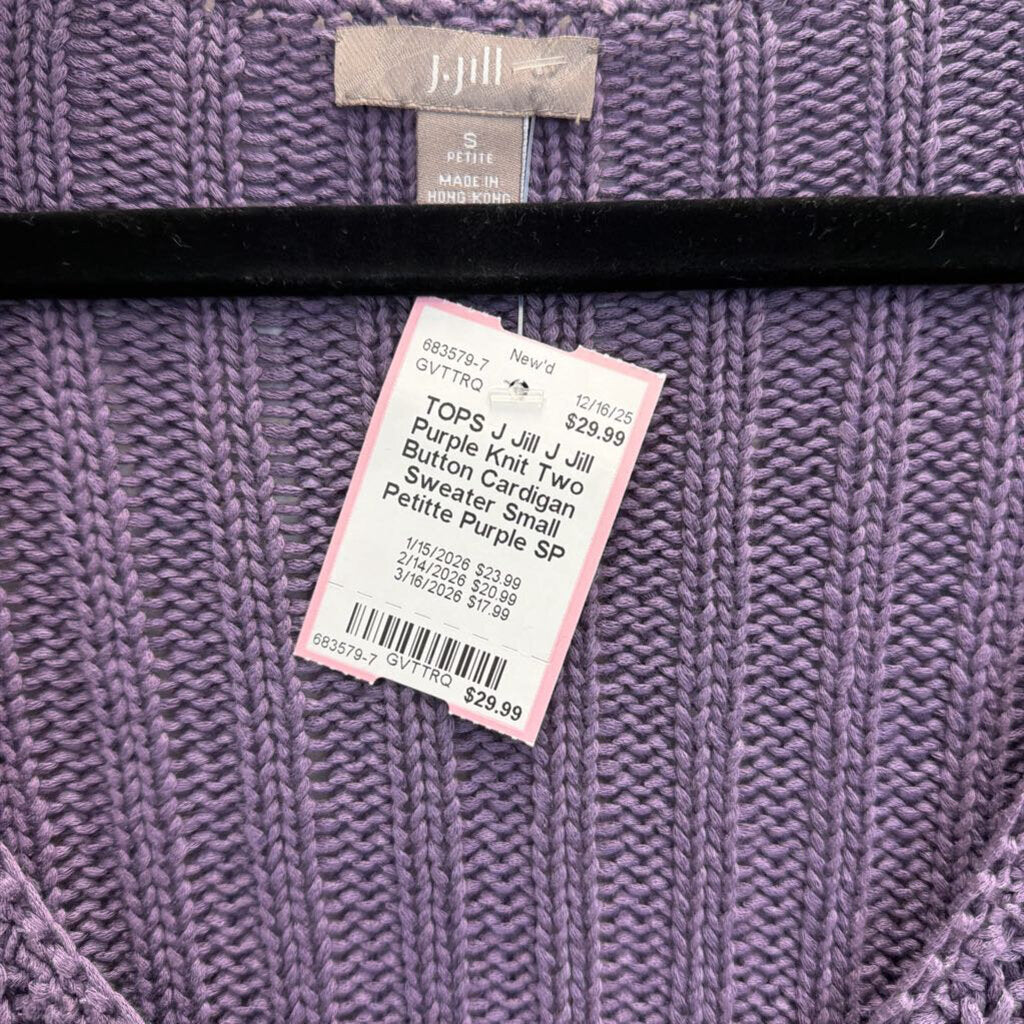 J.Jill
S
PETITE
MADE IN
HONG KONG
683579-7
New'd
GVTTRQ
12/16/25
$29.99
TOPS J Jill J Jill
Purple Knit Two
Button Cardigan
Sweater Small
Petitte Purple SP
1/15/2026 $23.99
2/14/2026 $20.99
3/16/2026 $17.99
683579-7 GVTTRQ
$29.99